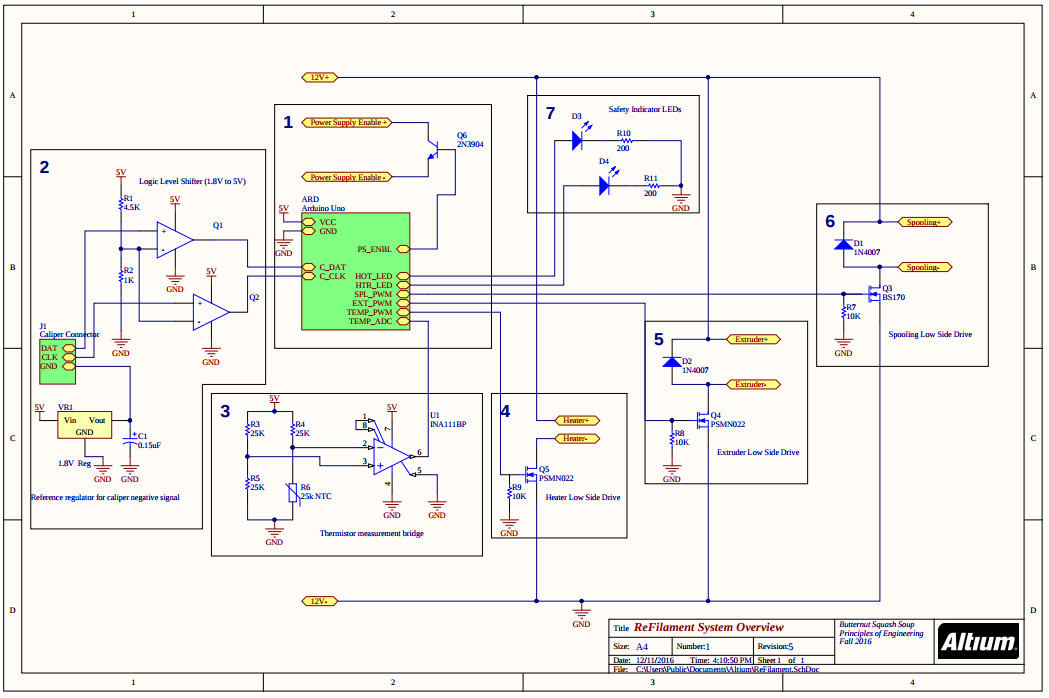 1 2 3 4
A A
B B
C C
D D
12V+
1
Power Supply Enable +
Q6
2N3904
Power Supply Enable -
ARD
Arduino Uno
5V
VCC
GND
GND
PS_ENBL
C_DAT
C_CLK
HOT_LED
HTR_LED
SPL_PWM
EXT_PWM
TEMP_PWM
TEMP_ADC
2
Logic Level Shifter (1.8V to 5V)
5V
R1
4.5K
5V
Q1
R2
1K
GND
5V
Q2
GND
GND
J1
Caliper Connector
DAT
CLK
GND
5V
VR1
Vin Vout
GND
C1
0.15uF
1.8V Reg
GND
GND
Reference regulator for caliper negative signal
3
5V
R3
25K
R4
25K
R5
25K
R6
25k NTC
GND
1
8
2
3
5V
7
U1
INA111BP
6
5
4
GND
GND
Thermistor measurement bridge
4
Heater+
Heater-
Q5
PSMN022
R9
10K
Heater Low Side Drive
GND
5
Extruder+
D2
1N4007
Extruder-
Q4
PSMN022
R8
10K
Extruder Low Side Drive
GND
6
Spooling+
D1
1N4007
Spooling-
Q3
BS170
R7
10K
Spooling Low Side Drive
GND
7
Safety Indicator LEDs
D3
R10
200
D4
R11
200
GND
12V-
GND
Title ReFilament System Overview
Size: A4 Number:1 Revision:5
Date: 12/11/2016 Time: 4:10:50 PM Sheet 1 of 1
File: C:\Users\Public\Documents\Altium\ReFilament.SchDoc
Butternut Squash Soup
Principles of Engineering
Fall 2016
Altium
1 2 3 4